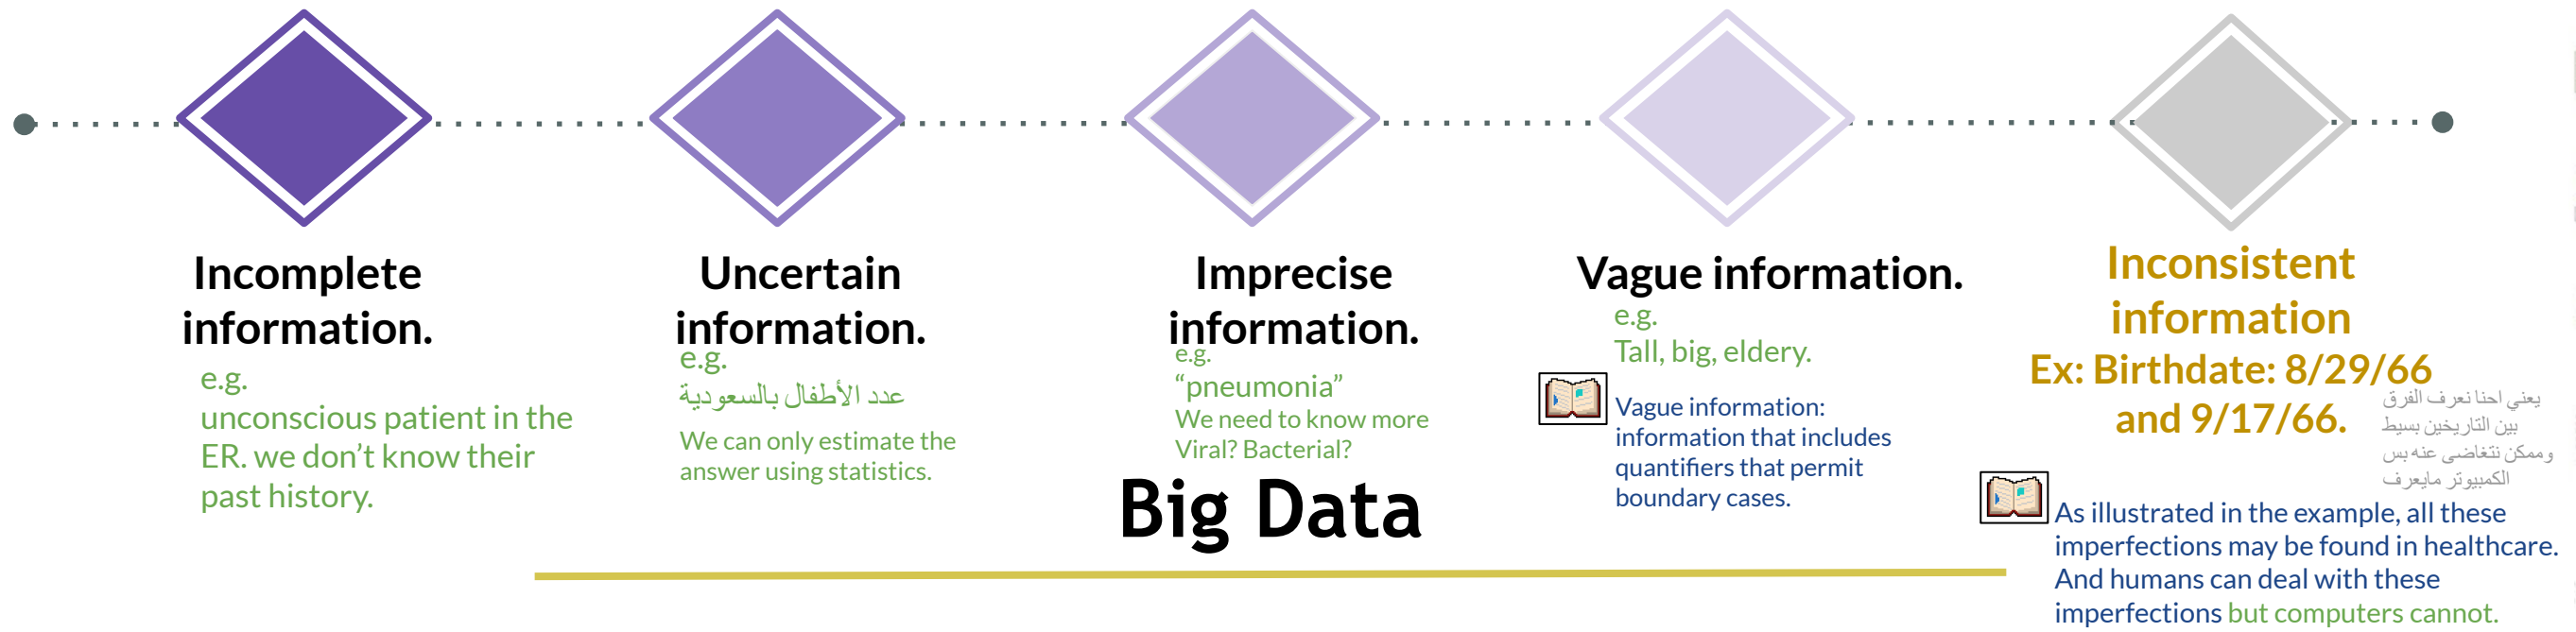 Incomplete
information.
e.g.
unconscious patient in the
ER. we don't know their
past history.
Uncertain
information.
e.g.
عدد الأطفال بالسعودية
We can only estimate the
answer using statistics.
Imprecise
information.
e.g.
“pneumonia”
We need to know more
Viral? Bacterial?
Vague information.
e.g.
Tall, big, eldery.
Vague information:
information that includes
quantifiers that permit
boundary cases.
Inconsistent
information
Ex: Birthdate: 8/29/66
and 9/17/66.
يعني احنا نعرف الفرق
بين التاريخين بسيط
وممكن نتغاضى عنه بس
الكمبيوتر مايعرف
As illustrated in the example, all these
imperfections may be found in healthcare.
And humans can deal with these
imperfections but computers cannot.
Big Data